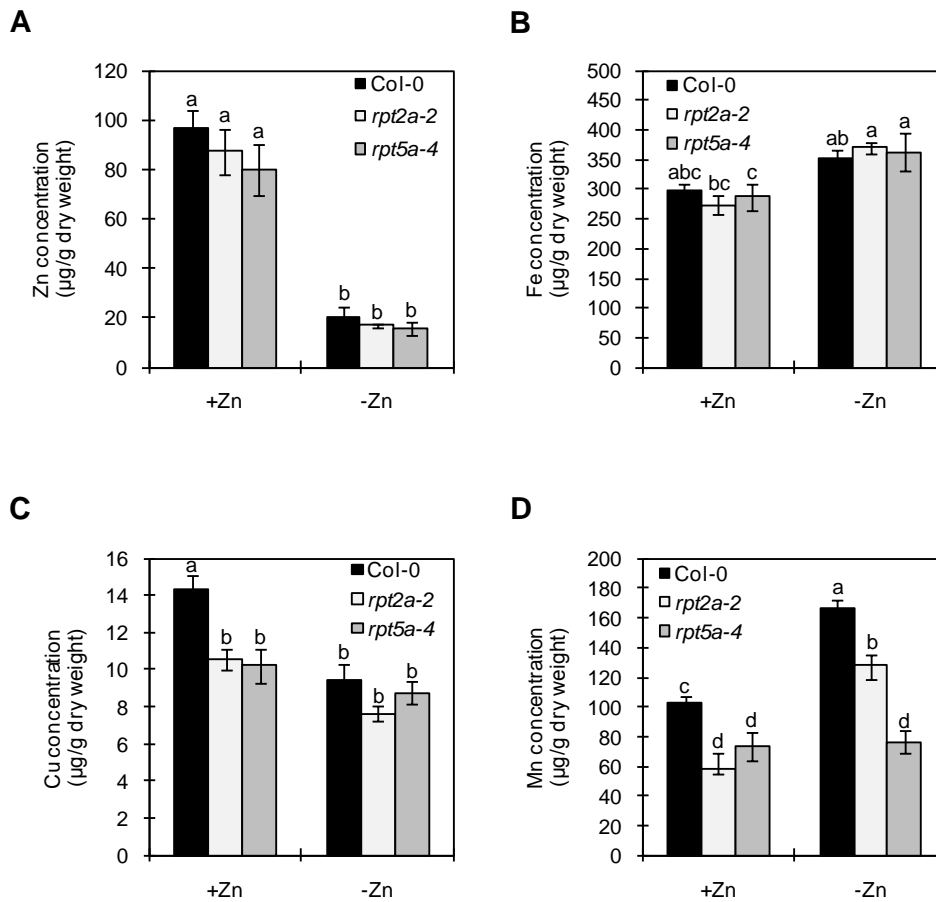 A
Zn concentration
(µg/g dry weight)
120
100
80
60
40
20
0
Col-0
rpt2a-2
rpt5a-4
a a a
b b b
+Zn -Zn
B
Fe concentration
(µg/g dry weight)
500
450
400
350
300
250
200
150
100
50
0
Col-0
rpt2a-2
rpt5a-4
abc bc c
ab a a
+Zn -Zn
C
Cu concentration
(µg/g dry weight)
16
14
12
10
8
6
4
2
0
Col-0
rpt2a-2
rpt5a-4
a b b
b b b
+Zn -Zn
D
Mn concentration
(µg/g dry weight)
200
180
160
140
120
100
80
60
40
20
0
Col-0
rpt2a-2
rpt5a-4
c d d
a b d
+Zn -Zn